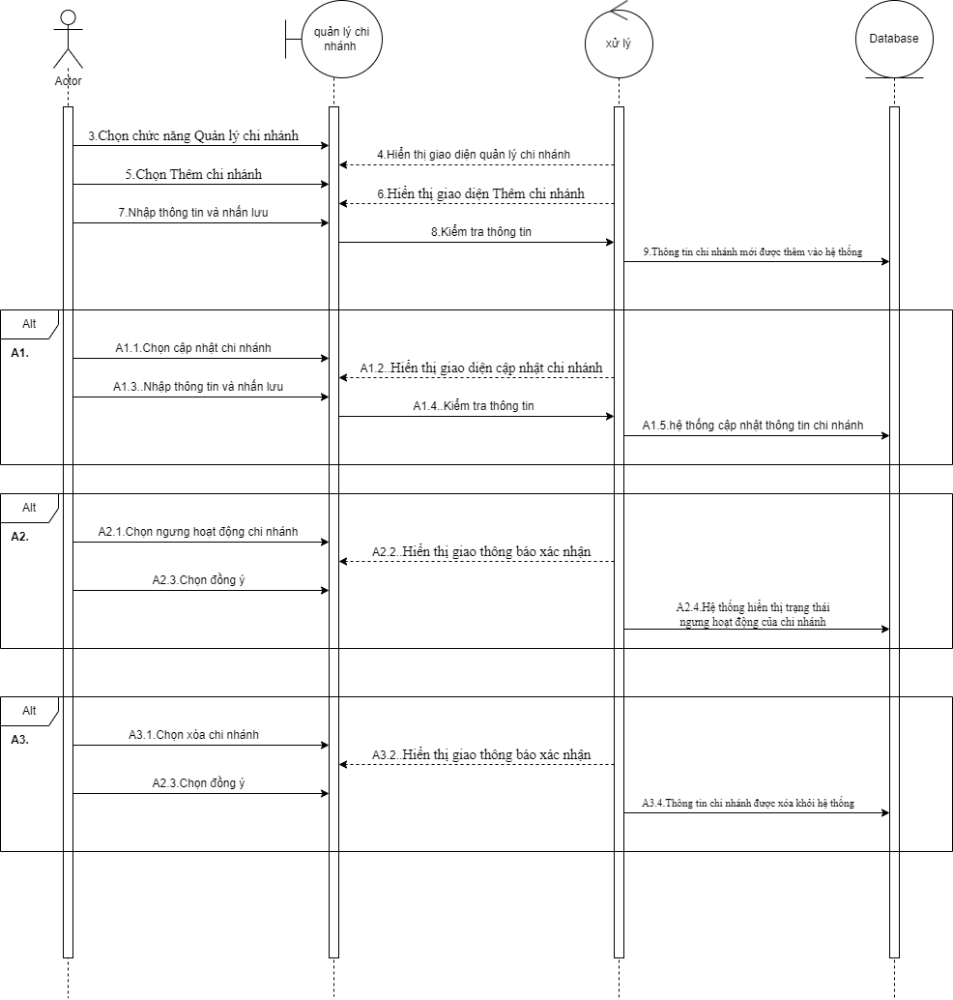 quản lý chi
nhánh
xử lý
Database
Actor
3.Chọn chức năng Quản lý chi nhánh
4.Hiển thị giao diện quản lý chi nhánh
5.Chọn Thêm chi nhánh
6.Hiển thị giao diện Thêm chi nhánh
7.Nhập thông tin và nhấn lưu
8.Kiểm tra thông tin
9.Thông tin chi nhánh mới được thêm vào hệ thống
Alt
A1.
A1.1.Chọn cập nhật chi nhánh
A1.2..Hiển thị giao diện cập nhật chi nhánh
A1.3..Nhập thông tin và nhấn lưu
A1.4..Kiểm tra thông tin
A1.5.hệ thống cập nhật thông tin chi nhánh
Alt
A2.
A2.1.Chọn ngưng hoạt động chi nhánh
A2.2..Hiển thị giao thông báo xác nhận
A2.3.Chọn đồng ý
A2.4.Hệ thống hiển thị trạng thái
ngưng hoạt động của chi nhánh
Alt
A3.
A3.1.Chọn xóa chi nhánh
A3.2..Hiển thị giao thông báo xác nhận
A2.3.Chọn đồng ý
A3.4.Thông tin chi nhánh được xóa khỏi hệ thống